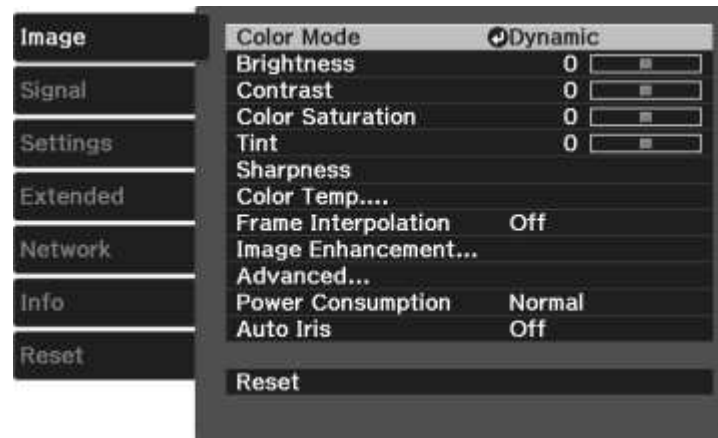 Image
Signal
Settings
Extended
Network
Info
Reset
Color Mode Dynamic
Brightness 0
Contrast 0
Color Saturation 0
Tint 0
Sharpness
Color Temp....
Frame Interpolation Off
Image Enhancement...
Advanced...
Power Consumption Normal
Auto Iris Off
Reset